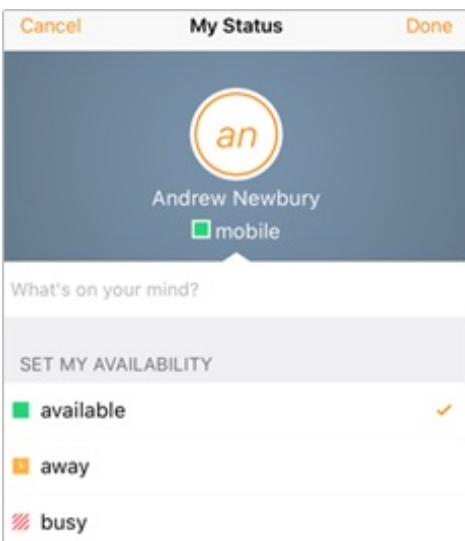 Cancel My Status Done
an
Andrew Newbury
mobile
What's on your mind?
SET MY AVAILABILITY
available
away
busy